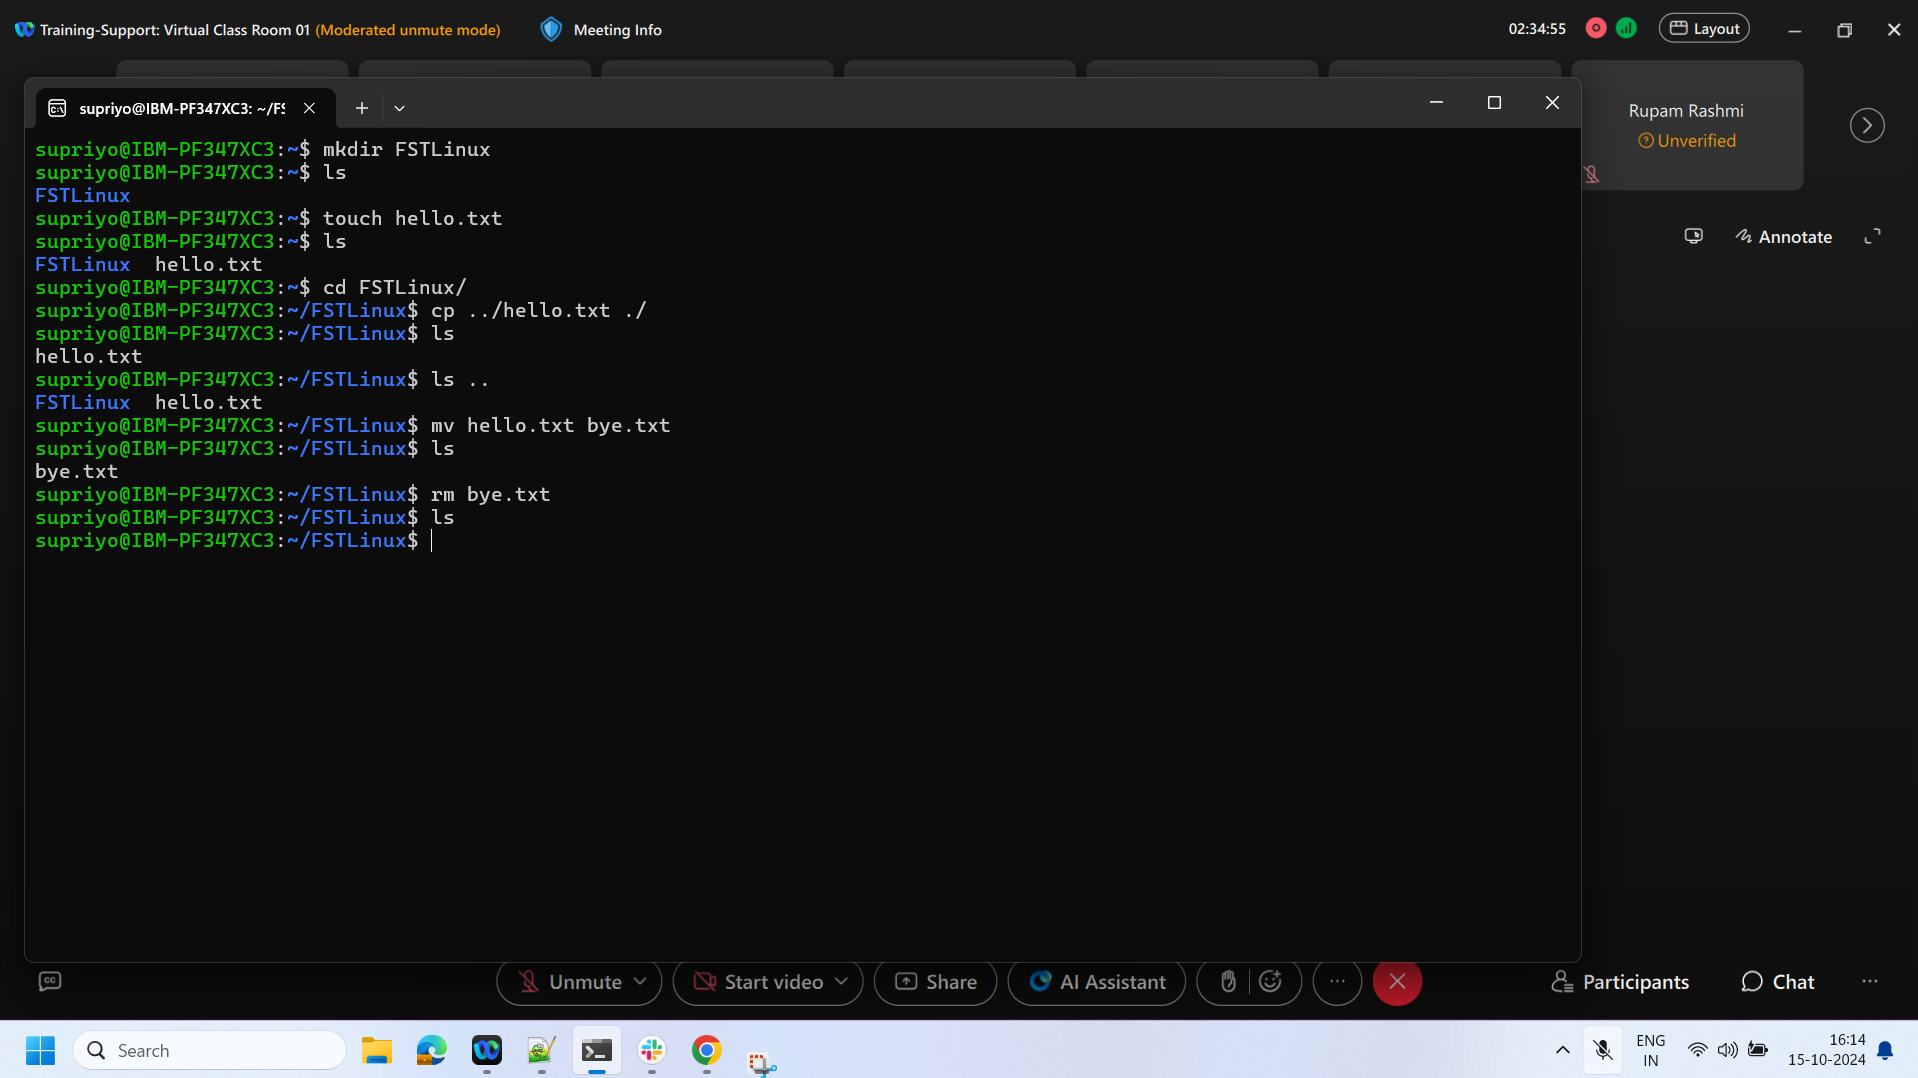 Training-Support: Virtual Class Room 01 (Moderated unmute mode)
Meeting Info
02:34:55
Layout
supriyo@IBM-PF347XC3: ~/FS
Rupam Rashmi
Unverified
Annotate
supriyo@IBM-PF347XC3:~$ mkdir FSTLinux
supriyo@IBM-PF347XC3:~$ ls
FSTLinux
supriyo@IBM-PF347XC3:~$ touch hello.txt
supriyo@IBM-PF347XC3:~$ ls
FSTLinux  hello.txt
supriyo@IBM-PF347XC3:~$ cd FSTLinux/
supriyo@IBM-PF347XC3:~/FSTLinux$ cp ../hello.txt ./
supriyo@IBM-PF347XC3:~/FSTLinux$ ls
hello.txt
supriyo@IBM-PF347XC3:~/FSTLinux$ ls ..
FSTLinux  hello.txt
supriyo@IBM-PF347XC3:~/FSTLinux$ mv hello.txt bye.txt
supriyo@IBM-PF347XC3:~/FSTLinux$ ls
bye.txt
supriyo@IBM-PF347XC3:~/FSTLinux$ rm bye.txt
supriyo@IBM-PF347XC3:~/FSTLinux$ ls
supriyo@IBM-PF347XC3:~/FSTLinux$
CC
Unmute
Start video
Share
AI Assistant
Participants
Chat
Search
ENG
IN
16:14
15-10-2024